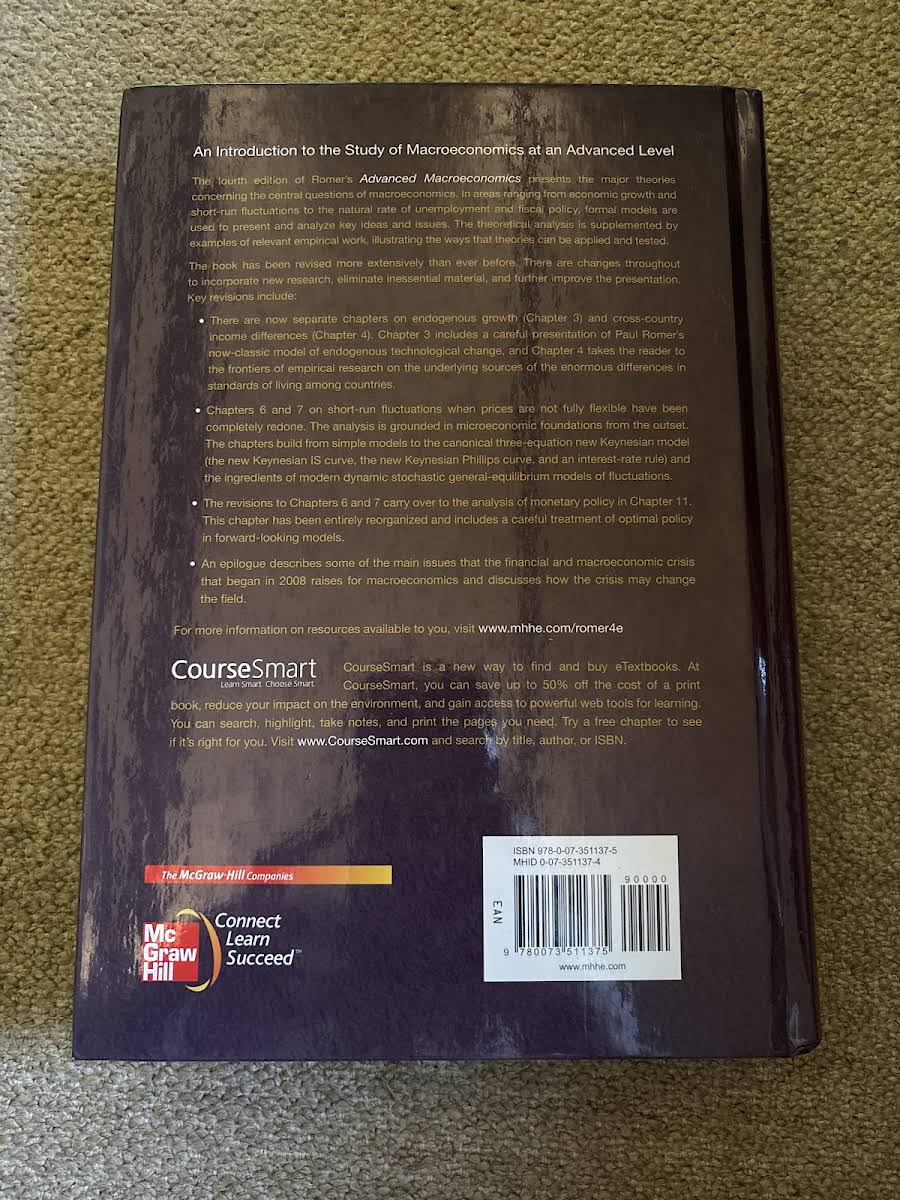 An Introduction to the Study of Macroeconomics at an Advanced Level
The fourth edition of Romer's Advanced Macroeconomics presents the major theories
concerning the central questions of macroeconomics. In areas ranging from economic growth and
short-run fluctuations to the natural rate of unemployment and fiscal policy, formal models are
used to present and analyze key ideas and issues. The theoretical analysis is supplemented by
examples of relevant empirical work, illustrating the ways that theories can be applied and tested.
The book has been revised more extensively than ever before. There are changes throughout
to incorporate new research, eliminate inessential material, and further improve the presentation.
Key revisions include:
• There are now separate chapters on endogenous growth (Chapter 3) and cross-country
income differences (Chapter 4). Chapter 3 includes a careful presentation of Paul Romer's
now-classic model of endogenous technological change, and Chapter 4 takes the reader to
the frontiers of empirical research on the underlying sources of the enormous differences in
standards of living among countries.
• Chapters 6 and 7 on short-run fluctuations when prices are not fully flexible have been
completely redone. The analysis is grounded in microeconomic foundations from the outset.
The chapters build from simple models to the canonical three-equation new Keynesian model
(the new Keynesian IS curve, the new Keynesian Phillips curve, and an interest-rate rule) and
the ingredients of modern dynamic stochastic general-equilibrium models of fluctuations.
• The revisions to Chapters 6 and 7 carry over to the analysis of monetary policy in Chapter 11.
This chapter has been entirely reorganized and includes a careful treatment of optimal policy
in forward-looking models.
• An epilogue describes some of the main issues that the financial and macroeconomic crisis
that began in 2008 raises for macroeconomics and discusses how the crisis may change
the field.
For more information on resources available to you, visit www.mhhe.com/romer4e
CourseSmart
Learn Smart. Choose Smart.
CourseSmart is a new way to find and buy eTextbooks. At
CourseSmart, you can save up to 50% off the cost of a print
book, reduce your impact on the environment, and gain access to powerful web tools for learning.
You can search, highlight, take notes, and print the pages you need. Try a free chapter to see
if it's right for you. Visit www.CourseSmart.com and search by title, author, or ISBN.
The McGraw·Hill Companies
Mc
Graw
Hill
Connect
Learn
Succeed™
ISBN 978-0-07-351137-5
MHID 0-07-351137-4
90000
EAN
9 780073 511375
www.mhhe.com